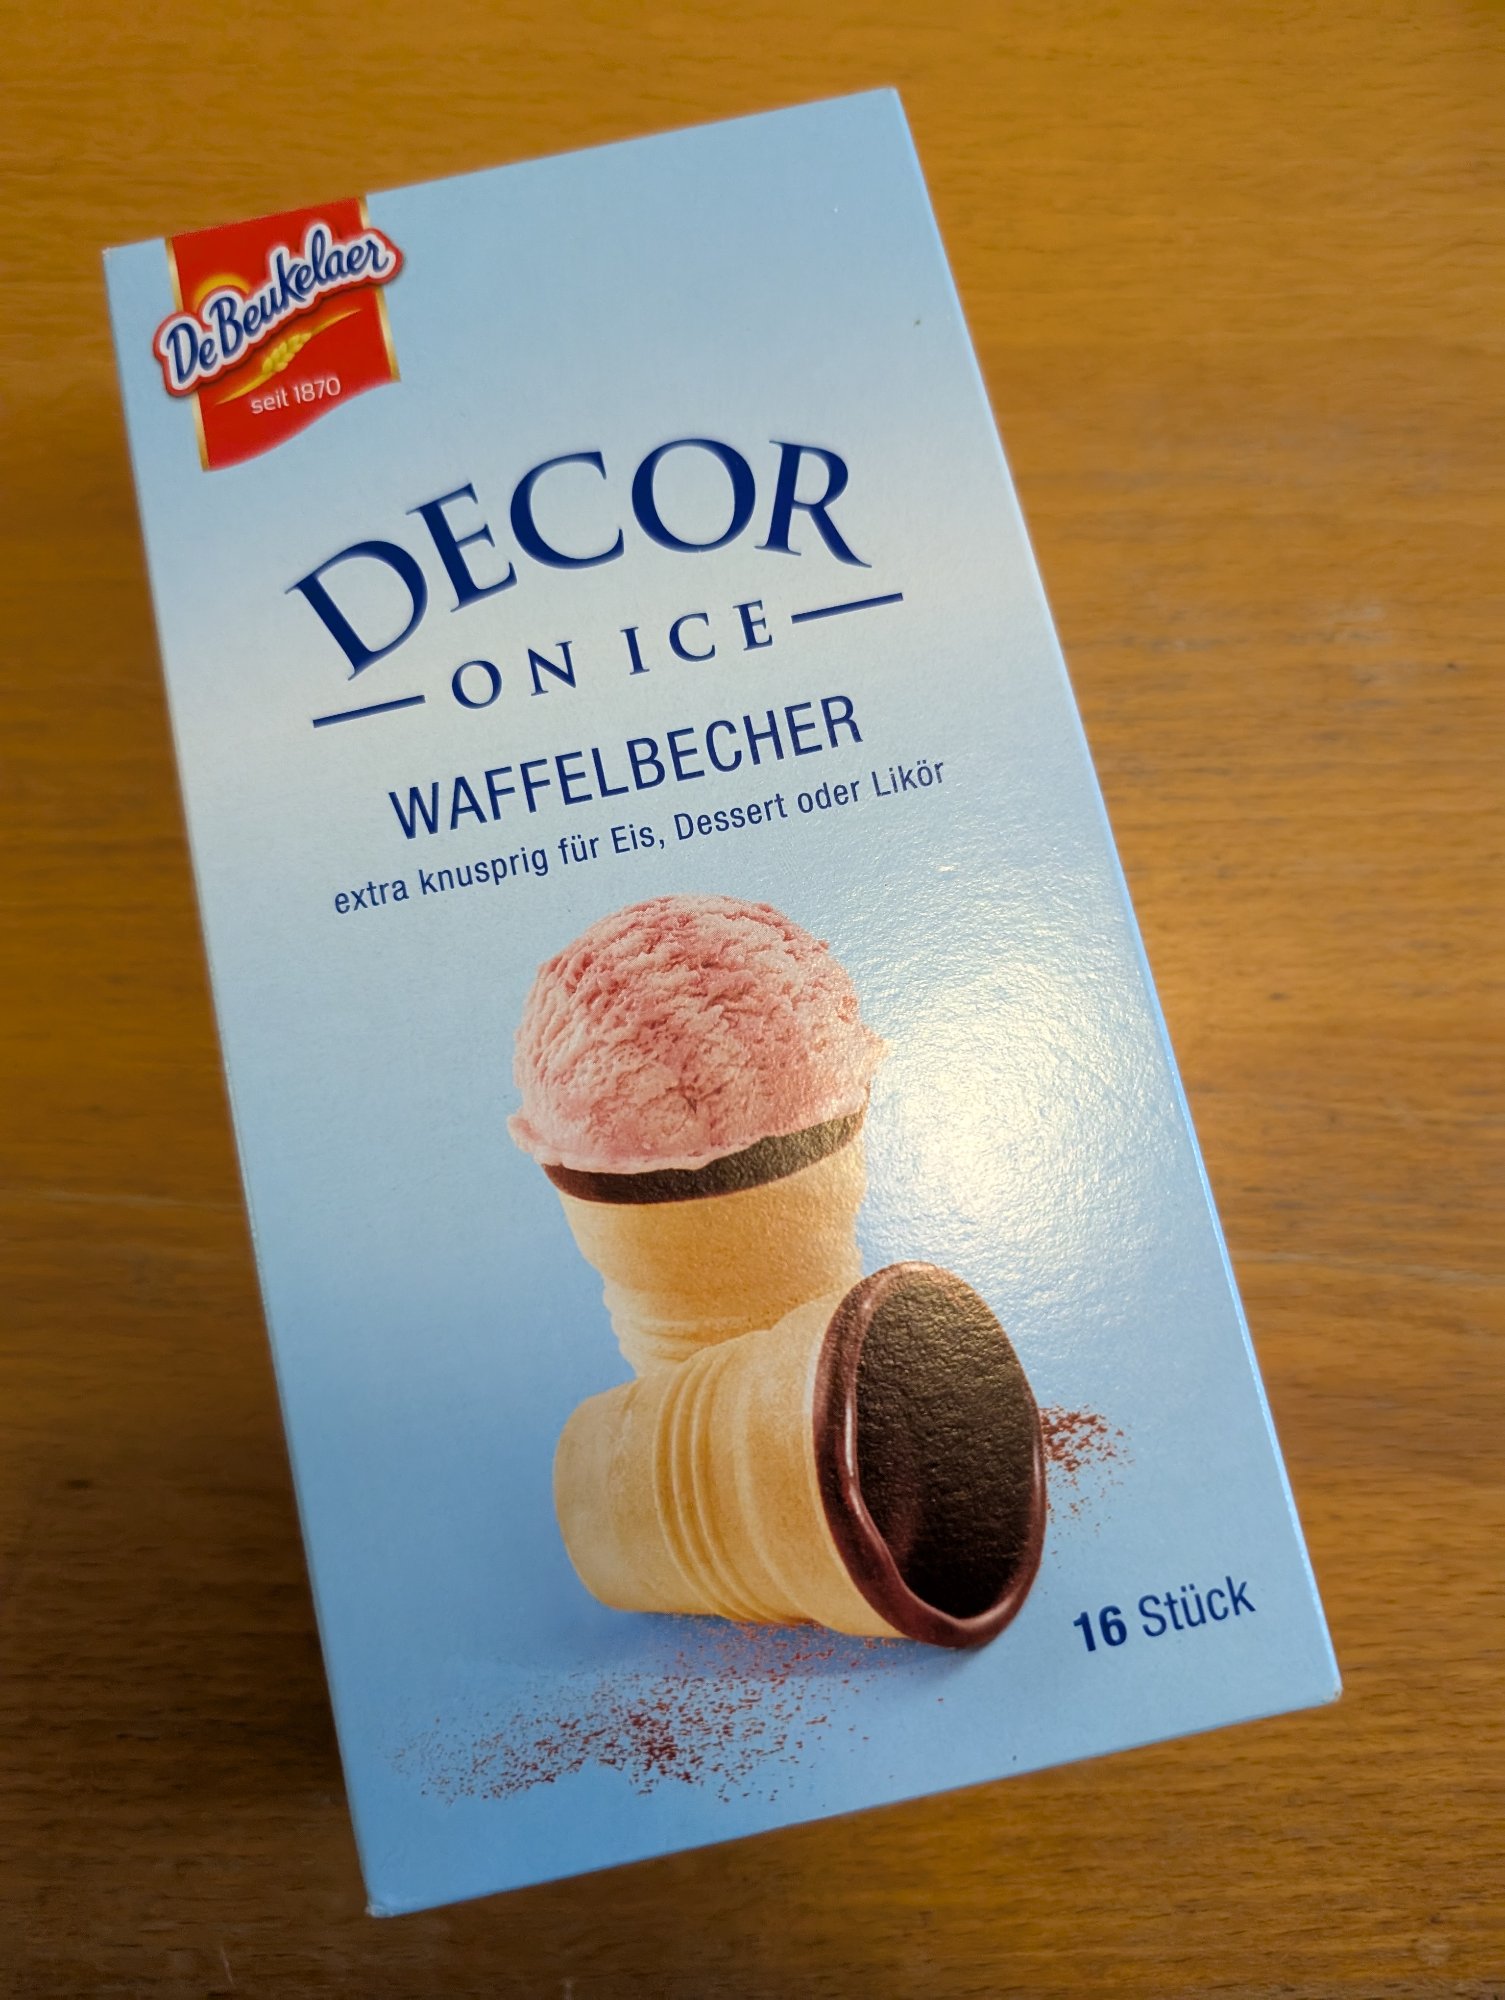 DeBeukelaer
seit 1870
DECOR
ON ICE
WAFFELBECHER
extra knusprig für Eis, Dessert oder Likör
16 Stück